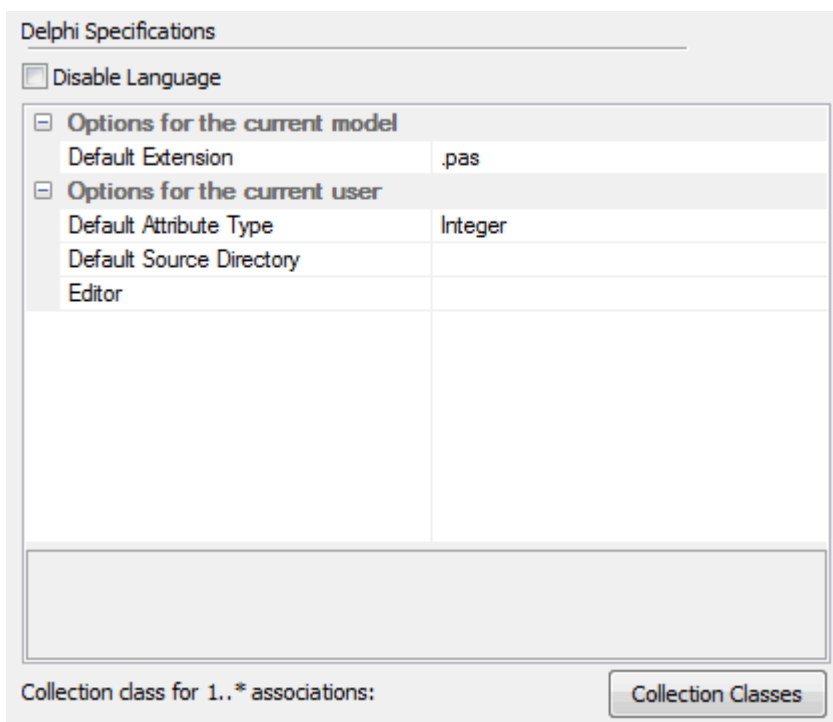 Delphi Specifications
Disable Language
Options for the current model
Default Extension .pas
Options for the current user
Default Attribute Type Integer
Default Source Directory
Editor
Collection class for 1..* associations: Collection Classes